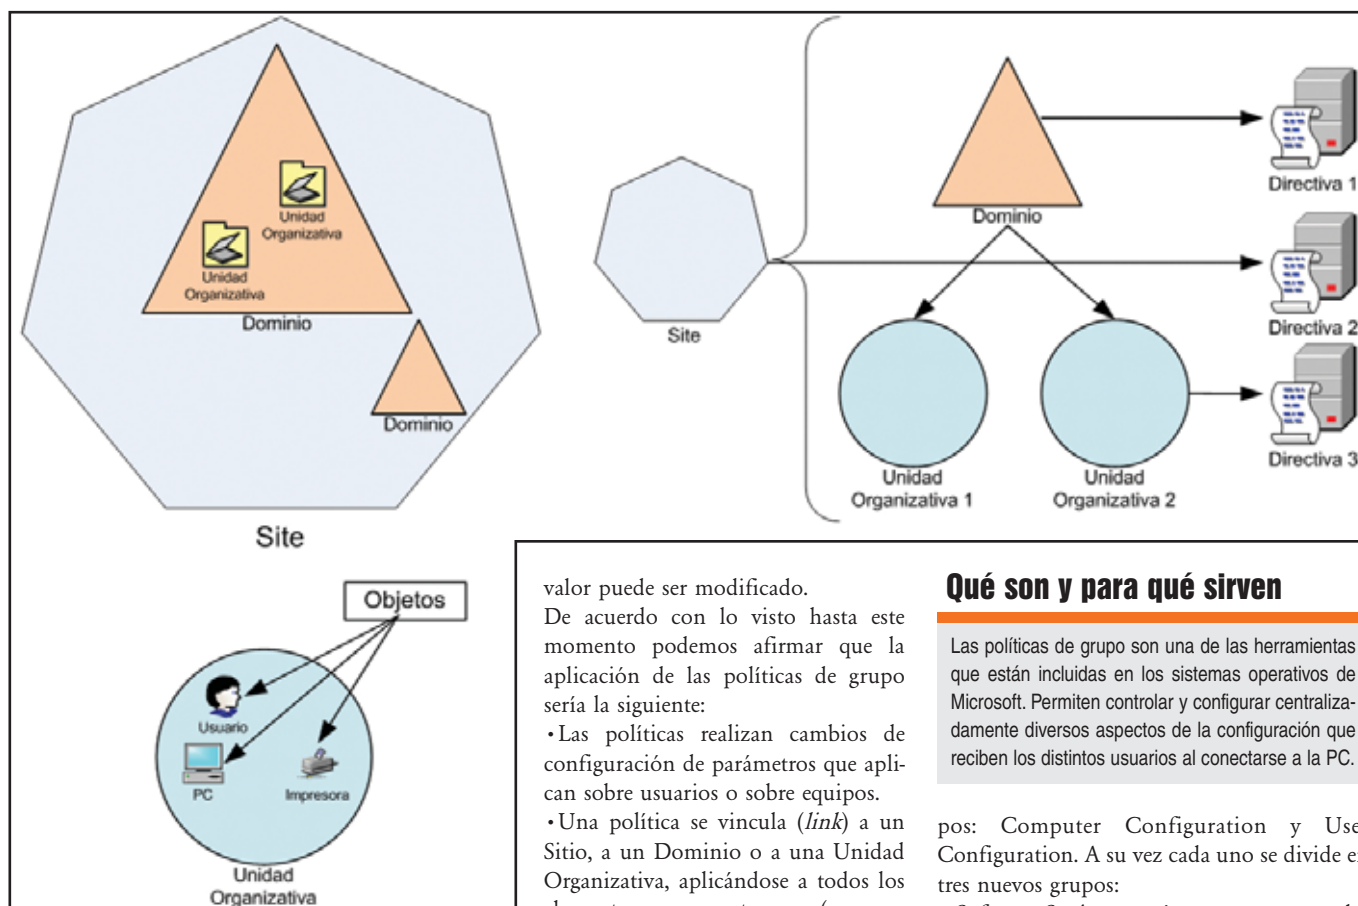 Unidad
Organizativa
Unidad
Organizativa
Dominio
Dominio
Site
Site
Dominio
Unidad
Organizativa 1
Unidad
Organizativa 2
Directiva 1
Directiva 2
Directiva 3
Objetos
Usuario
PC
Impresora
Unidad
Organizativa
valor puede ser modificado.
De acuerdo con lo visto hasta este
momento podemos afirmar que la
aplicación de las políticas de grupo
sería la siguiente:
•Las políticas realizan cambios de
configuración de parámetros que apli-
can sobre usuarios o sobre equipos.
•Una política se vincula (link) a un
Sitio, a un Dominio o a una Unidad
Organizativa, aplicándose a todos los
Qué son y para qué sirven
Las políticas de grupo son una de las herramientas
que están incluidas en los sistemas operativos de
Microsoft. Permiten controlar y configurar centraliza-
damente diversos aspectos de la configuración que
reciben los distintos usuarios al conectarse a la PC.
pos: Computer Configuration y Use
Configuration. A su vez cada uno se divide e
tres nuevos grupos: